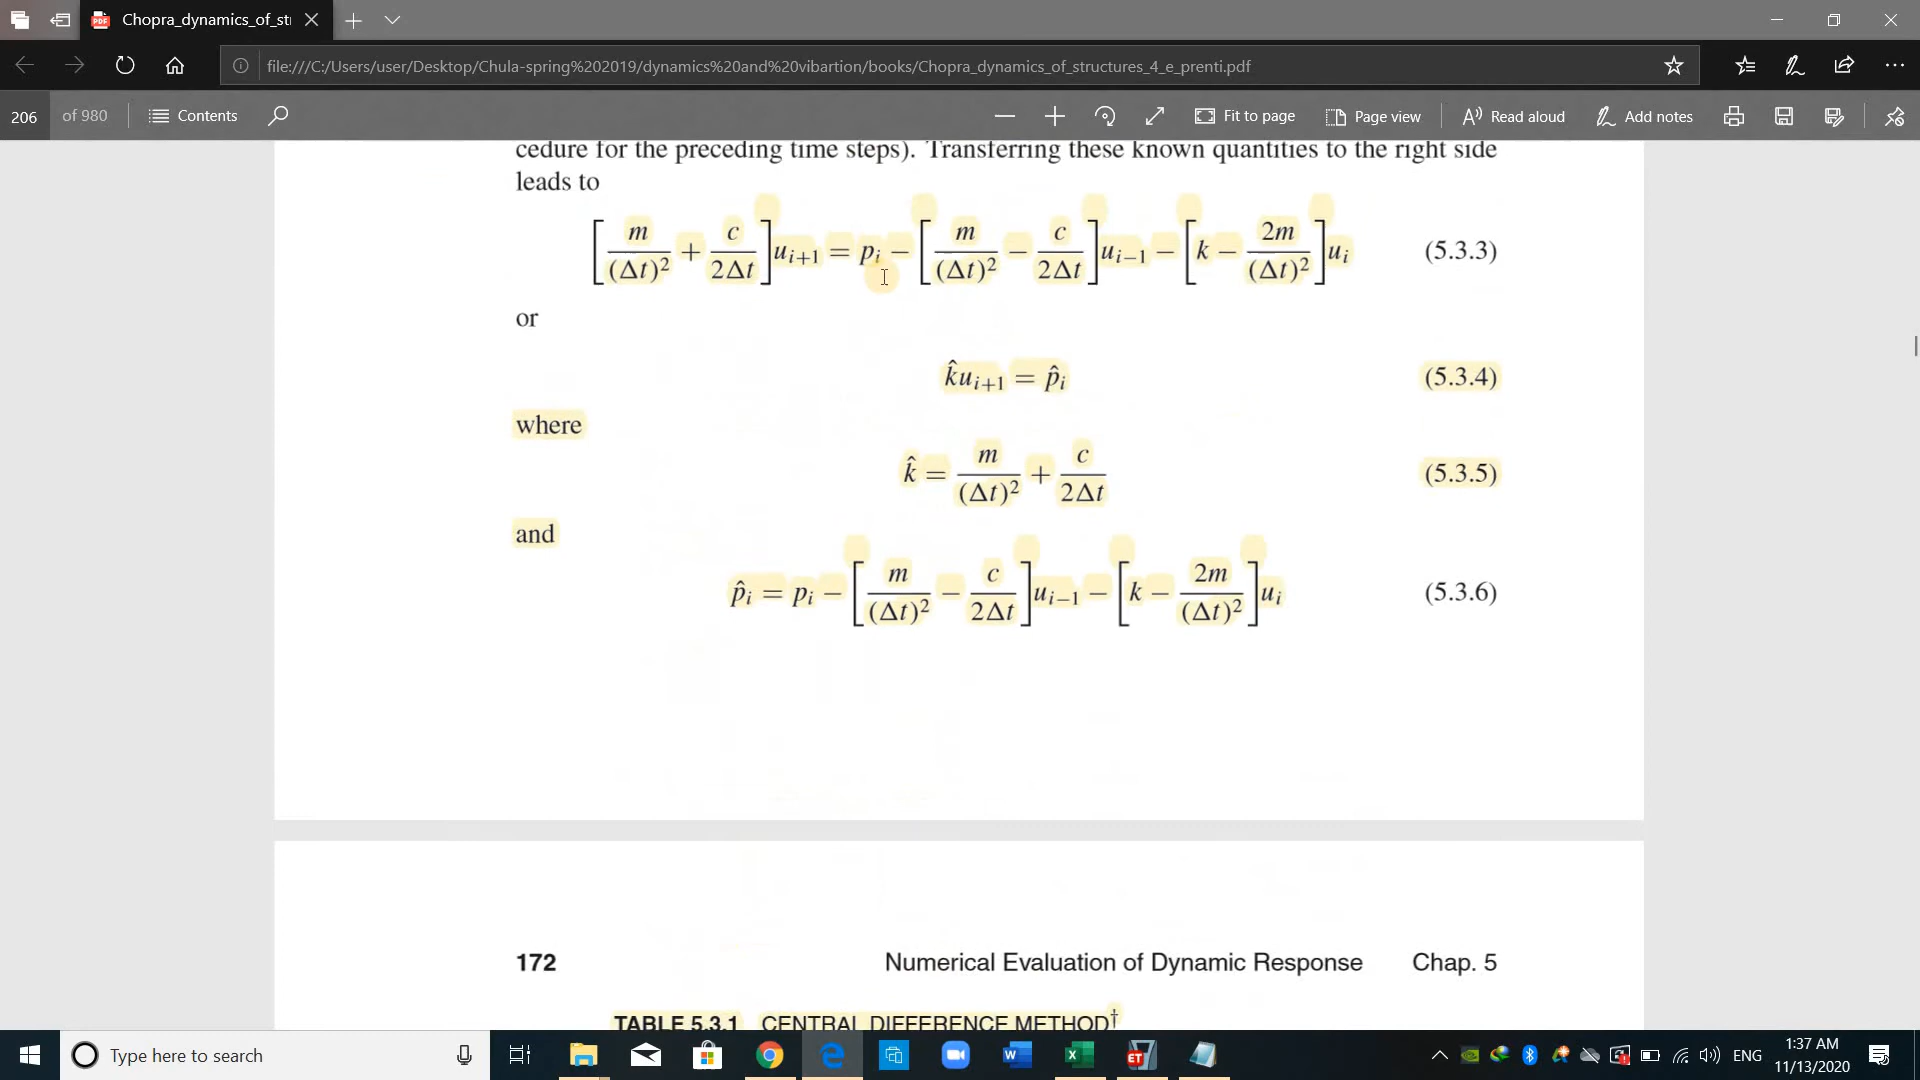 Chopra_dynamics_of_st
file:///C:/Users/user/Desktop/Chula-spring%202019/dynamics%20and%20vibartion/books/Chopra_dynamics_of_structures_4_e_prenti.pdf
206 of 980 Contents Fit to page Page view Read aloud Add notes
cedure for the preceding time steps). Transferring these known quantities to the right side
leads to
[m/(Δt)² + c/2Δt] u_{i+1} = p_i − [m/(Δt)² − c/2Δt] u_{i−1} − [k − 2m/(Δt)²] u_i (5.3.3)
or
k̂u_{i+1} = p̂_i (5.3.4)
where
k̂ = m/(Δt)² + c/2Δt (5.3.5)
and
p̂_i = p_i − [m/(Δt)² − c/2Δt] u_{i−1} − [k − 2m/(Δt)²] u_i (5.3.6)
172 Numerical Evaluation of Dynamic Response Chap. 5
TABLE 5.3.1 CENTRAL DIFFERENCE METHOD†
Type here to search
ENG
1:37 AM
11/13/2020